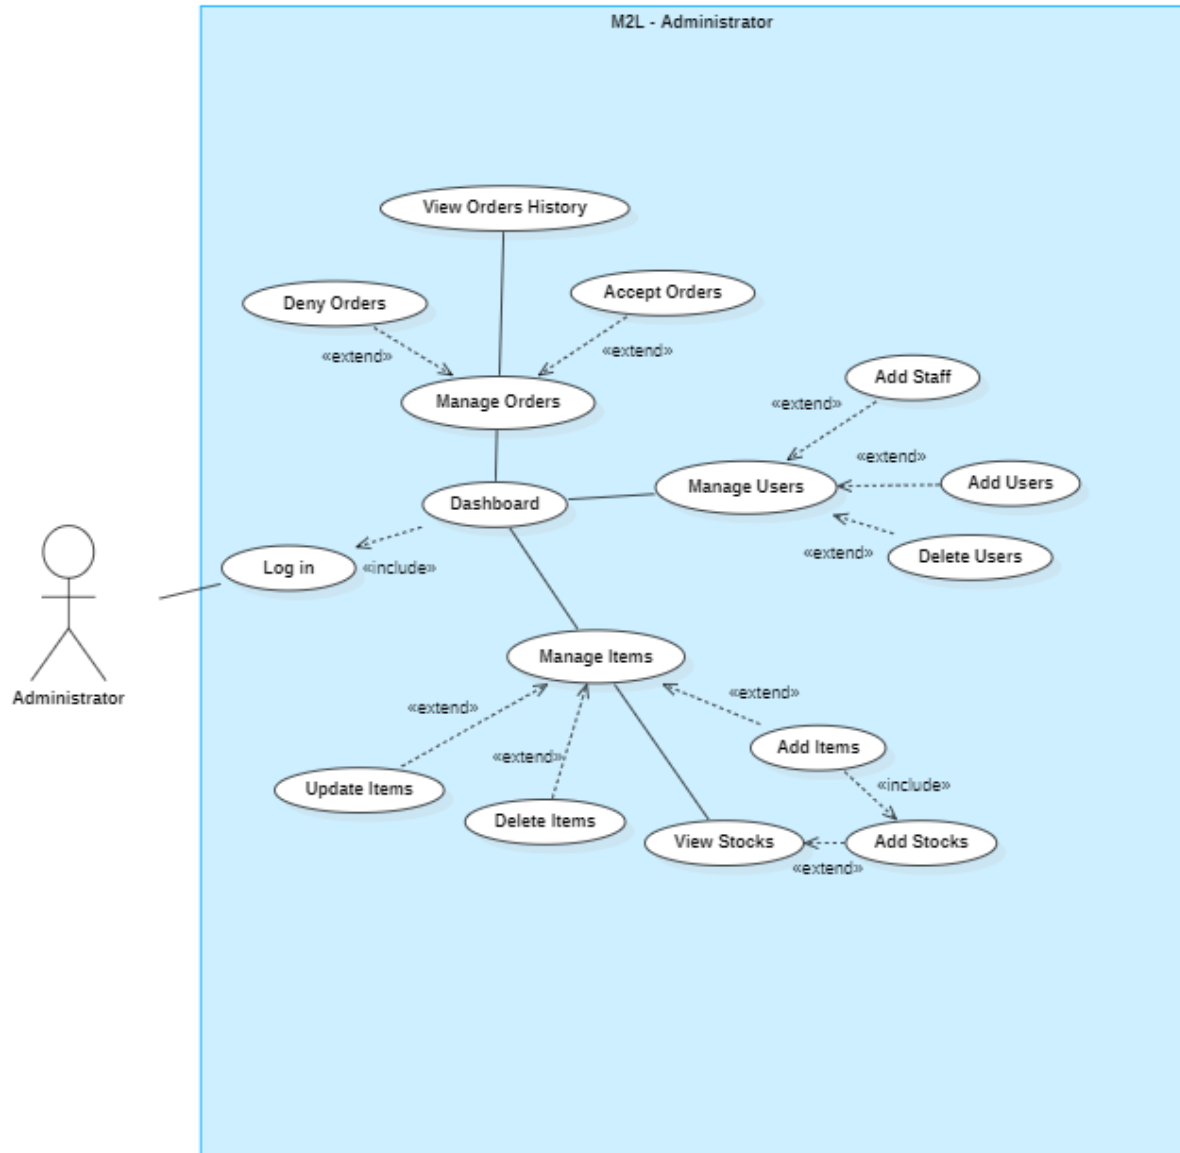 M2L - Administrator
View Orders History
Deny Orders
Accept Orders
«extend»
«extend»
Manage Orders
Add Staff
«extend»
«extend»
Manage Users
Add Users
Dashboard
«extend»
Delete Users
Log in
«include»
Administrator
Manage Items
«extend»
«extend»
«extend»
Add Items
Update Items
«include»
Delete Items
View Stocks
Add Stocks
«extend»